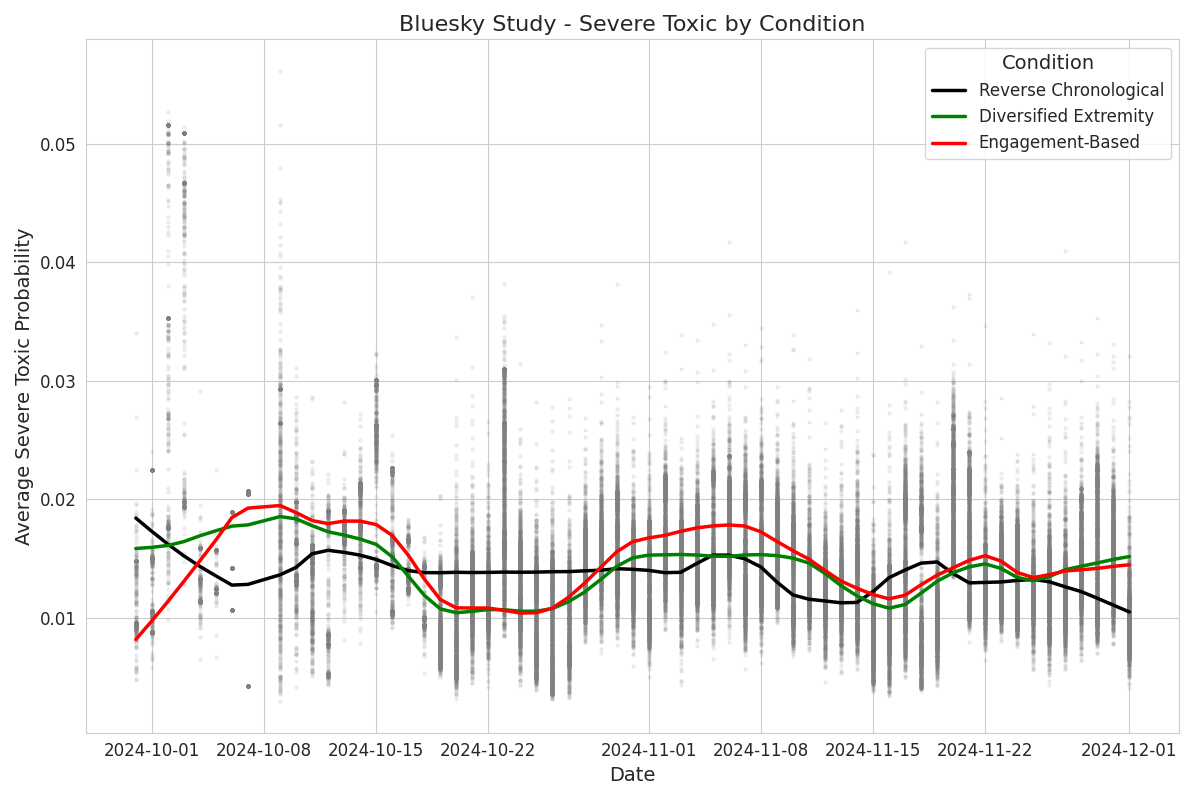 Bluesky Study - Severe Toxic by Condition
Condition
Reverse Chronological
Diversified Extremity
Engagement-Based
Average Severe Toxic Probability
0.05
0.04
0.03
0.02
0.01
2024-10-01 2024-10-08 2024-10-15 2024-10-22 2024-11-01 2024-11-08 2024-11-15 2024-11-22 2024-12-01
Date